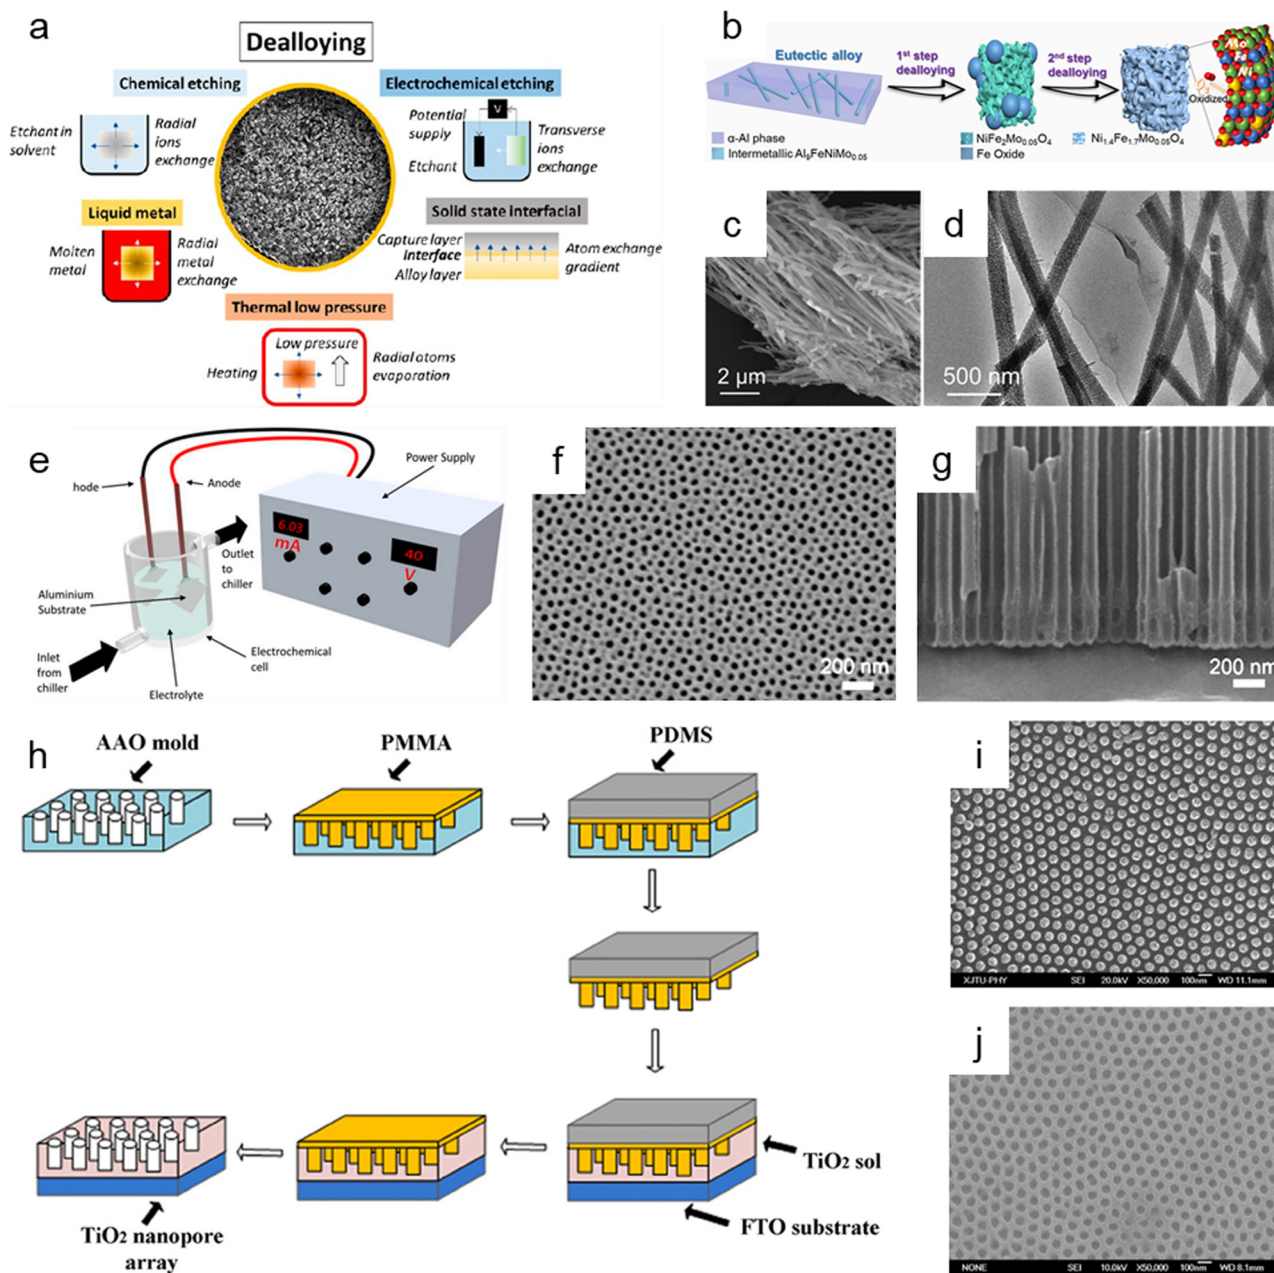 a
Dealloying
Chemical etching
Etchant in
solvent
Radial
ions
exchange
Electrochemical etching
Potential
supply
V
Etchant
Transverse
ions
exchange
Liquid metal
Molten
metal
Radial
metal
exchange
Solid state interfacial
Capture layer
Interface
Alloy layer
Atom exchange
gradient
Thermal low pressure
Low pressure
Heating
Radial atoms
evaporation
b
Eutectic alloy
1st step
dealloying
2nd step
dealloying
Mo
Fe
Ni
O₂
Oxidized
α-Al phase
Intermetallic Al₉FeNiMo₀.₀₅
NiFe₂Mo₀.₀₅O₄
Fe Oxide
Ni₁.₄Fe₁.₇Mo₀.₀₅O₄
c
2 μm
d
500 nm
e
hode
Anode
Power Supply
6.03
mA
40
V
Outlet
to
chiller
Aluminium
Substrate
Inlet
from
chiller
Electrolyte
Electrochemical
cell
f
200 nm
g
200 nm
h
AAO mold
PMMA
PDMS
TiO₂ sol
FTO substrate
TiO₂ nanopore
array
i
XJTU-PHY SEI 20.0kV X50,000 100nm WD 11.1mm
j
NONE SEI 10.0kV X50,000 100nm WD 8.1mm